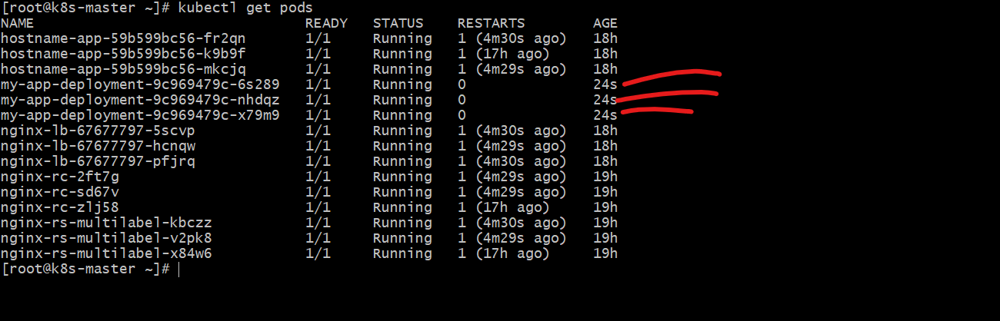 [root@k8s-master ~]# kubectl get pods
NAME READY STATUS RESTARTS AGE
hostname-app-59b599bc56-fr2qn 1/1 Running 1 (4m30s ago) 18h
hostname-app-59b599bc56-k9b9f 1/1 Running 1 (17h ago) 18h
hostname-app-59b599bc56-mkcjq 1/1 Running 1 (4m29s ago) 18h
my-app-deployment-9c969479c-6s289 1/1 Running 0 24s
my-app-deployment-9c969479c-nhdqz 1/1 Running 0 24s
my-app-deployment-9c969479c-x79m9 1/1 Running 0 24s
nginx-lb-67677797-5scvp 1/1 Running 1 (4m30s ago) 18h
nginx-lb-67677797-hcnqw 1/1 Running 1 (4m29s ago) 18h
nginx-lb-67677797-pfjrq 1/1 Running 1 (4m30s ago) 18h
nginx-rc-2ft7g 1/1 Running 1 (4m29s ago) 19h
nginx-rc-sd67v 1/1 Running 1 (4m29s ago) 19h
nginx-rc-zlj58 1/1 Running 1 (17h ago) 19h
nginx-rs-multilabel-kbczz 1/1 Running 1 (4m30s ago) 19h
nginx-rs-multilabel-v2pk8 1/1 Running 1 (4m29s ago) 19h
nginx-rs-multilabel-x84w6 1/1 Running 1 (17h ago) 19h
[root@k8s-master ~]#